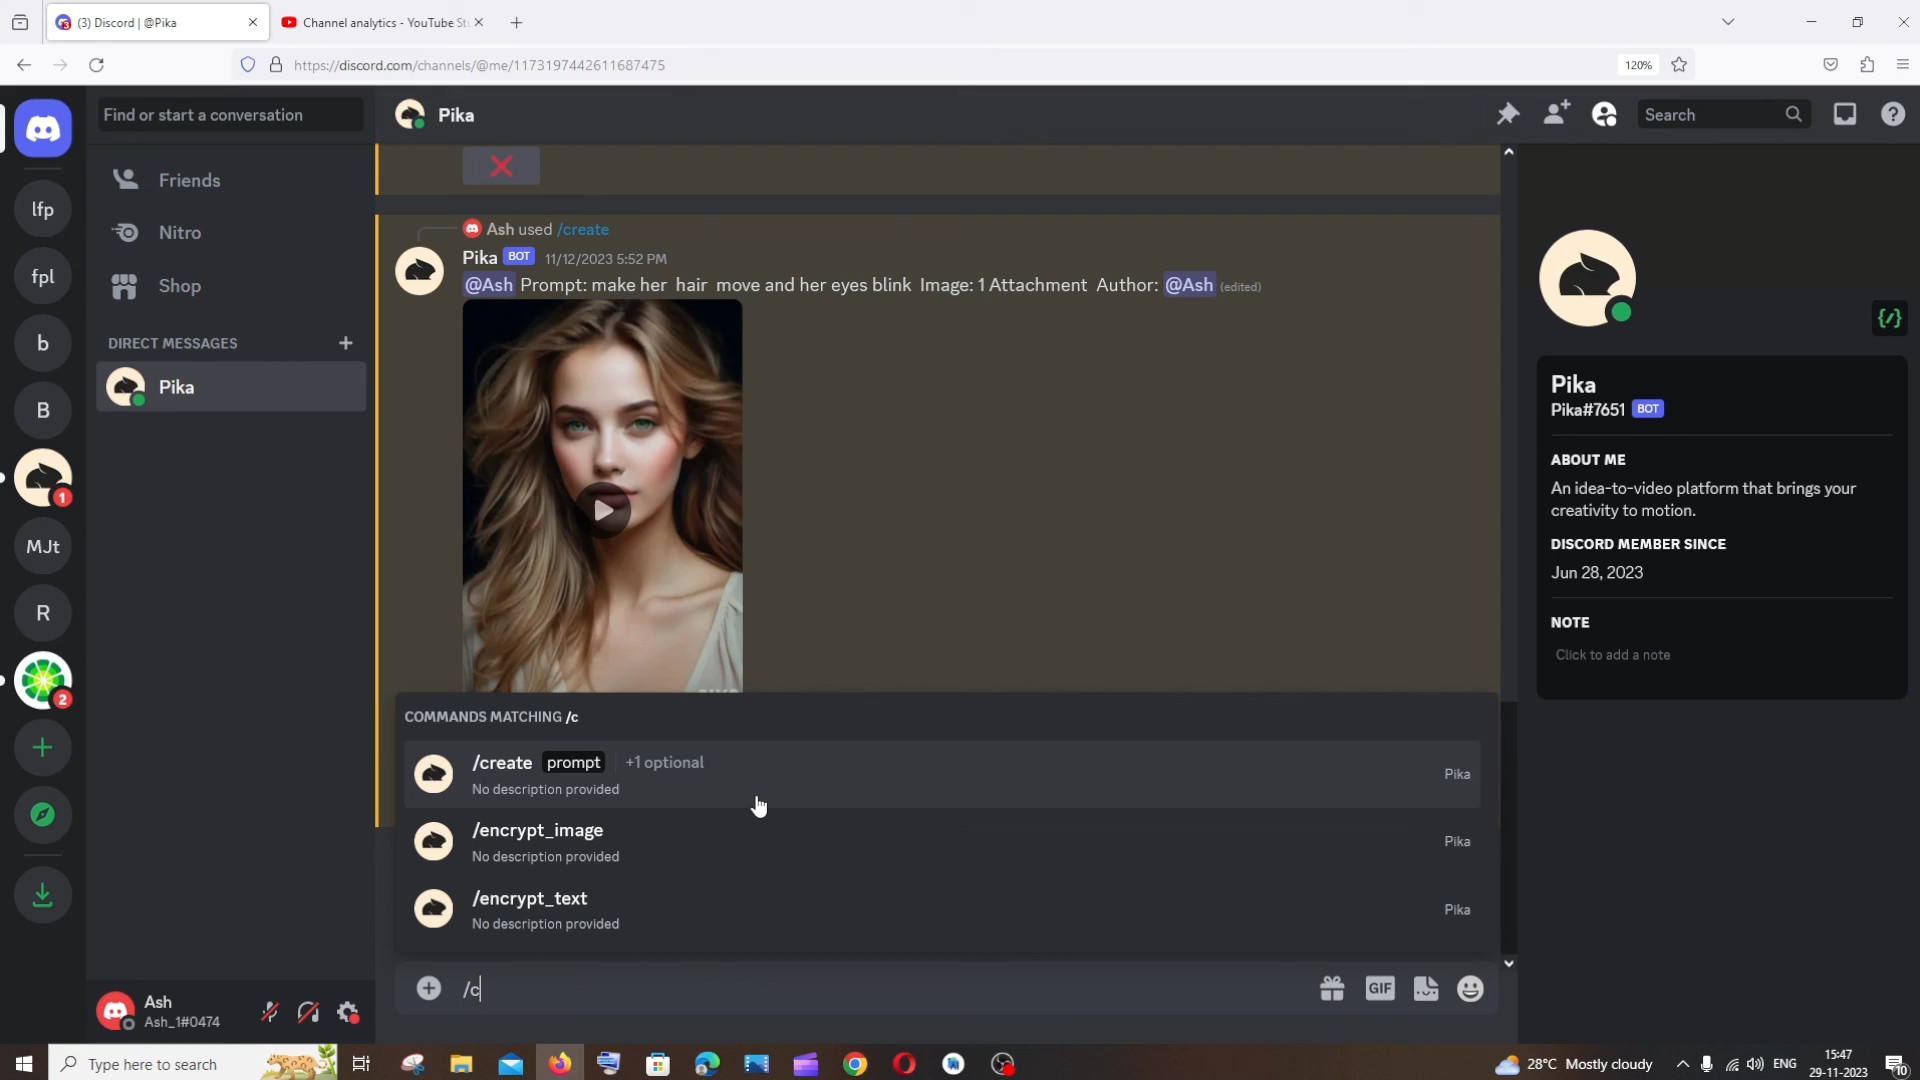 (3) Discord | @Pika
Channel analytics - YouTube St
https://discord.com/channels/@me/1173197442611687475
120%
Find or start a conversation
Pika
Search
Friends
Nitro
Shop
DIRECT MESSAGES
Pika
lfp
fpl
b
B
1
MJt
R
2
Ash used /create
Pika BOT 11/12/2023 5:52 PM
@Ash Prompt: make her hair move and her eyes blink Image: 1 Attachment Author: @Ash (edited)
COMMANDS MATCHING /c
/create prompt +1 optional
No description provided
Pika
/encrypt_image
No description provided
Pika
/encrypt_text
No description provided
Pika
/c
GIF
Pika
Pika#7651 BOT
ABOUT ME
An idea-to-video platform that brings your
creativity to motion.
DISCORD MEMBER SINCE
Jun 28, 2023
NOTE
Click to add a note
Ash
Ash_1#0474
Type here to search
28°C Mostly cloudy
ENG
15:47
29-11-2023
10